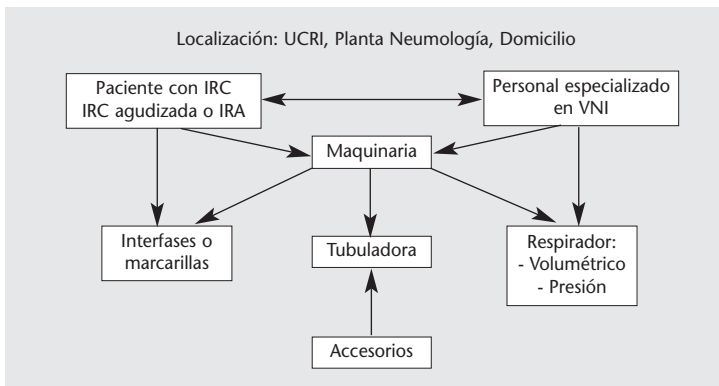 Localización: UCRI, Planta Neumología, Domicilio
Paciente con IRC
IRC agudizada o IRA
Personal especializado
en VNI
Maquinaria
Interfases o
marcarillas
Tubuladora
Respirador:
- Volumétrico
- Presión
Accesorios